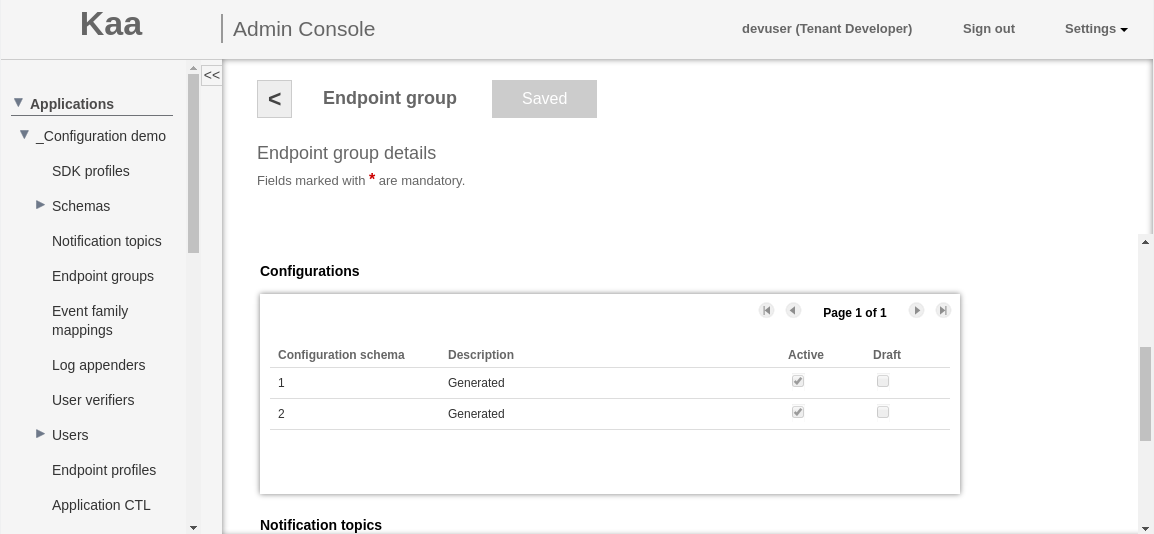 Kaa
Admin Console
devuser (Tenant Developer)
Sign out
Settings
<<
Applications
_Configuration demo
SDK profiles
Schemas
Notification topics
Endpoint groups
Event family
mappings
Log appenders
User verifiers
Users
Endpoint profiles
Application CTL
< Endpoint group Saved
Endpoint group details
Fields marked with * are mandatory.
Configurations
Page 1 of 1
Configuration schema Description Active Draft
1 Generated
2 Generated
Notification topics